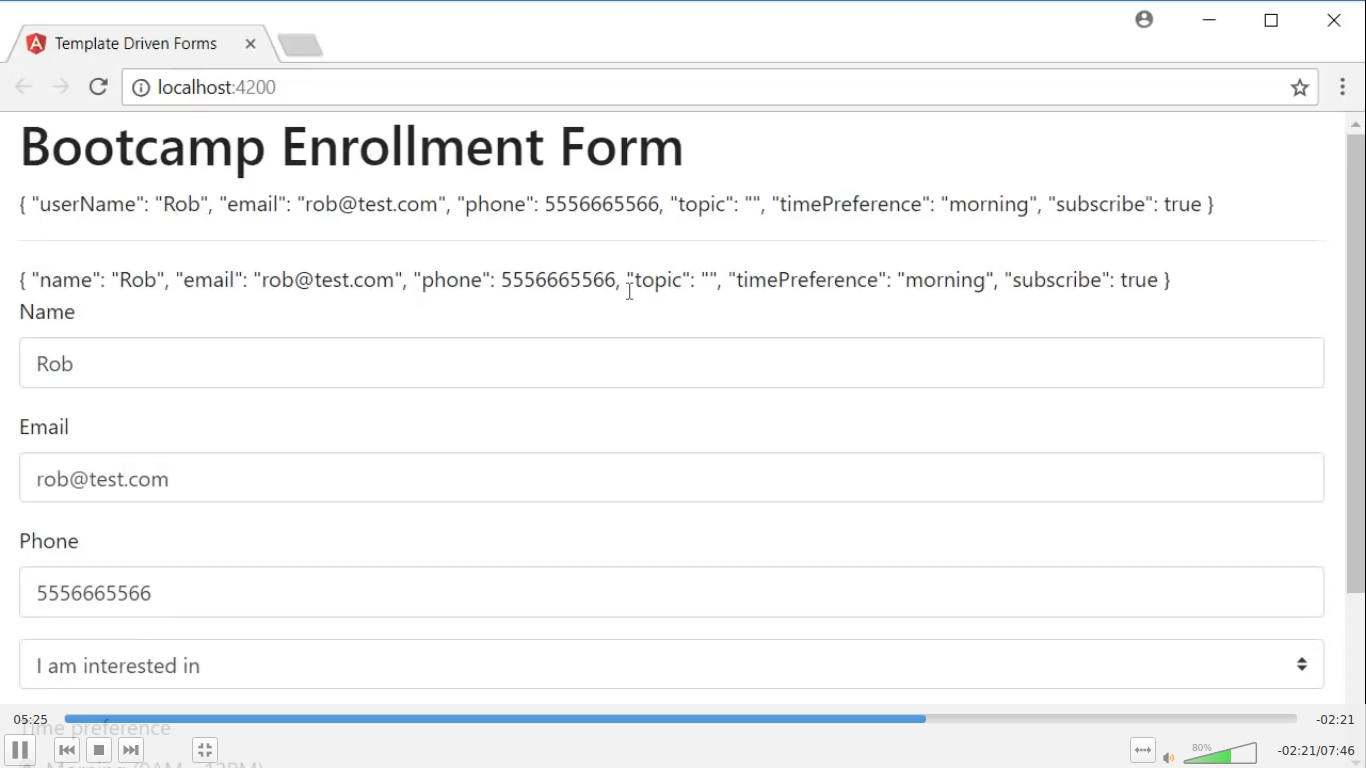 Template Driven Forms
localhost:4200
Bootcamp Enrollment Form
{ "userName": "Rob", "email": "rob@test.com", "phone": 5556665566, "topic": "", "timePreference": "morning", "subscribe": true }
{ "name": "Rob", "email": "rob@test.com", "phone": 5556665566, "topic": "", "timePreference": "morning", "subscribe": true }
Name
Rob
Email
rob@test.com
Phone
5556665566
I am interested in
05:25
-02:21
Time preference
80%
-02:21/07:46
Morning (9AM - 12PM)